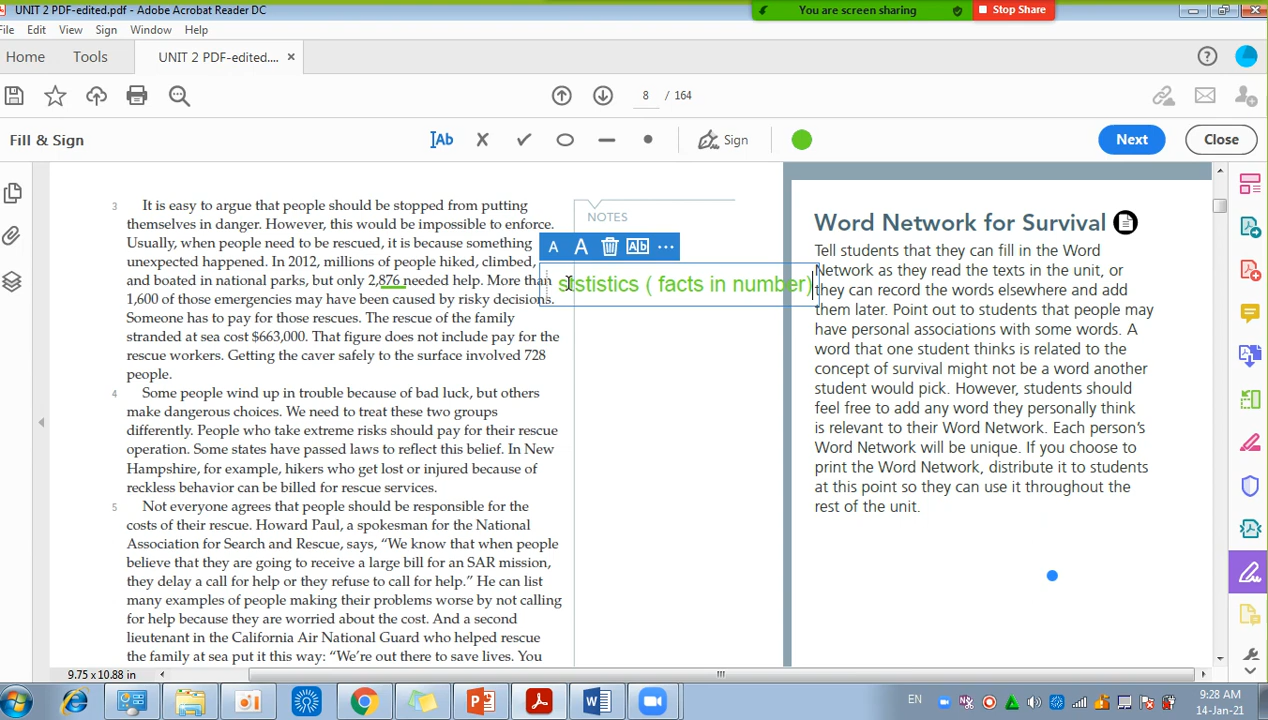 UNIT 2 PDF-edited.pdf - Adobe Acrobat Reader DC
You are screen sharing
Stop Share
File Edit View Sign Window Help
Home Tools UNIT 2 PDF-edited....
8 / 164
Fill & Sign
Ab
Sign
Next
Close
3 It is easy to argue that people should be stopped from putting
themselves in danger. However, this would be impossible to enforce.
Usually, when people need to be rescued, it is because something
unexpected happened. In 2012, millions of people hiked, climbed,
and boated in national parks, but only 2,876 needed help. More than
1,600 of those emergencies may have been caused by risky decisions.
Someone has to pay for those rescues. The rescue of the family
stranded at sea cost $663,000. That figure does not include pay for the
rescue workers. Getting the caver safely to the surface involved 728
people.
4 Some people wind up in trouble because of bad luck, but others
make dangerous choices. We need to treat these two groups
differently. People who take extreme risks should pay for their rescue
operation. Some states have passed laws to reflect this belief. In New
Hampshire, for example, hikers who get lost or injured because of
reckless behavior can be billed for rescue services.
5 Not everyone agrees that people should be responsible for the
costs of their rescue. Howard Paul, a spokesman for the National
Association for Search and Rescue, says, “We know that when people
believe that they are going to receive a large bill for an SAR mission,
they delay a call for help or they refuse to call for help.” He can list
many examples of people making their problems worse by not calling
for help because they are worried about the cost. And a second
lieutenant in the California Air National Guard who helped rescue
the family at sea put it this way: “We’re out there to save lives. You
NOTES
A A Ab
( facts in number)
Word Network for Survival
Tell students that they can fill in the Word
Network as they read the texts in the unit, or
they can record the words elsewhere and add
them later. Point out to students that people may
have personal associations with some words. A
word that one student thinks is related to the
concept of survival might not be a word another
student would pick. However, students should
feel free to add any word they personally think
is relevant to their Word Network. Each person’s
Word Network will be unique. If you choose to
print the Word Network, distribute it to students
at this point so they can use it throughout the
rest of the unit.
9.75 x 10.88 in
EN
9:28 AM
14-Jan-21